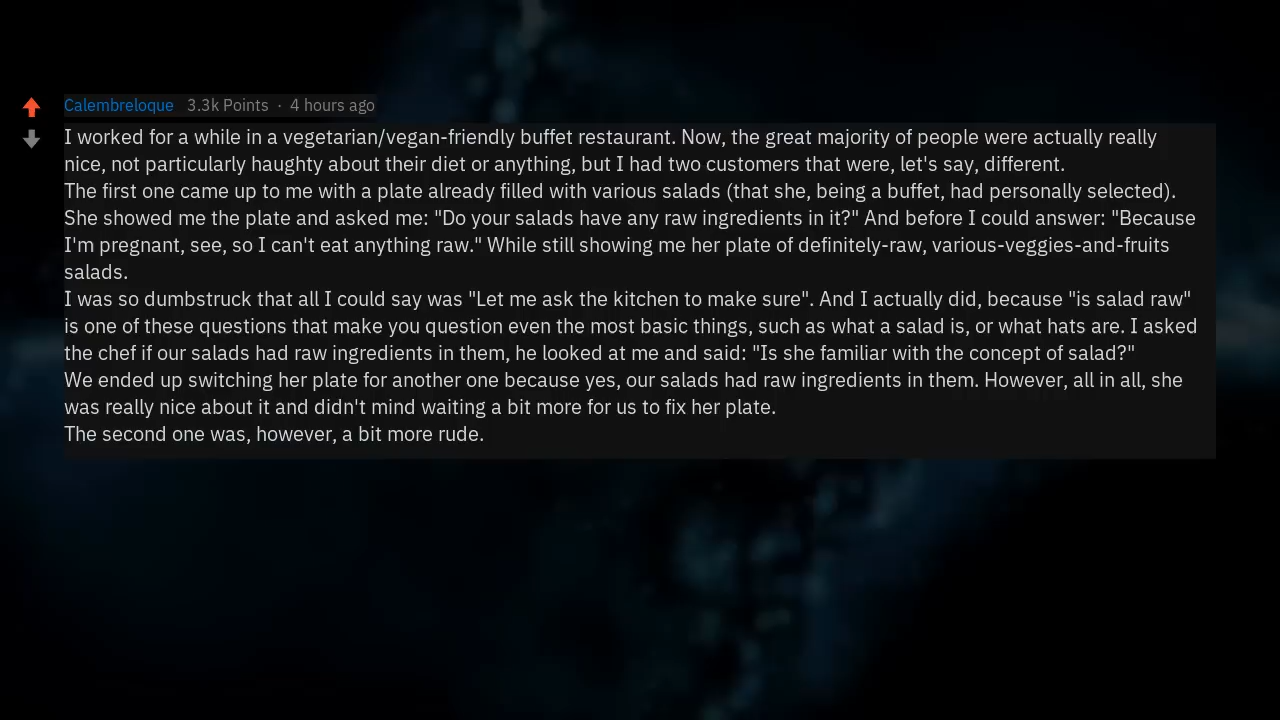 Calembreloque 3.3k Points · 4 hours ago
I worked for a while in a vegetarian/vegan-friendly buffet restaurant. Now, the great majority of people were actually really
nice, not particularly haughty about their diet or anything, but I had two customers that were, let's say, different.
The first one came up to me with a plate already filled with various salads (that she, being a buffet, had personally selected).
She showed me the plate and asked me: "Do your salads have any raw ingredients in it?" And before I could answer: "Because
I'm pregnant, see, so I can't eat anything raw." While still showing me her plate of definitely-raw, various-veggies-and-fruits
salads.
I was so dumbstruck that all I could say was "Let me ask the kitchen to make sure". And I actually did, because "is salad raw"
is one of these questions that make you question even the most basic things, such as what a salad is, or what hats are. I asked
the chef if our salads had raw ingredients in them, he looked at me and said: "Is she familiar with the concept of salad?"
We ended up switching her plate for another one because yes, our salads had raw ingredients in them. However, all in all, she
was really nice about it and didn't mind waiting a bit more for us to fix her plate.
The second one was, however, a bit more rude.